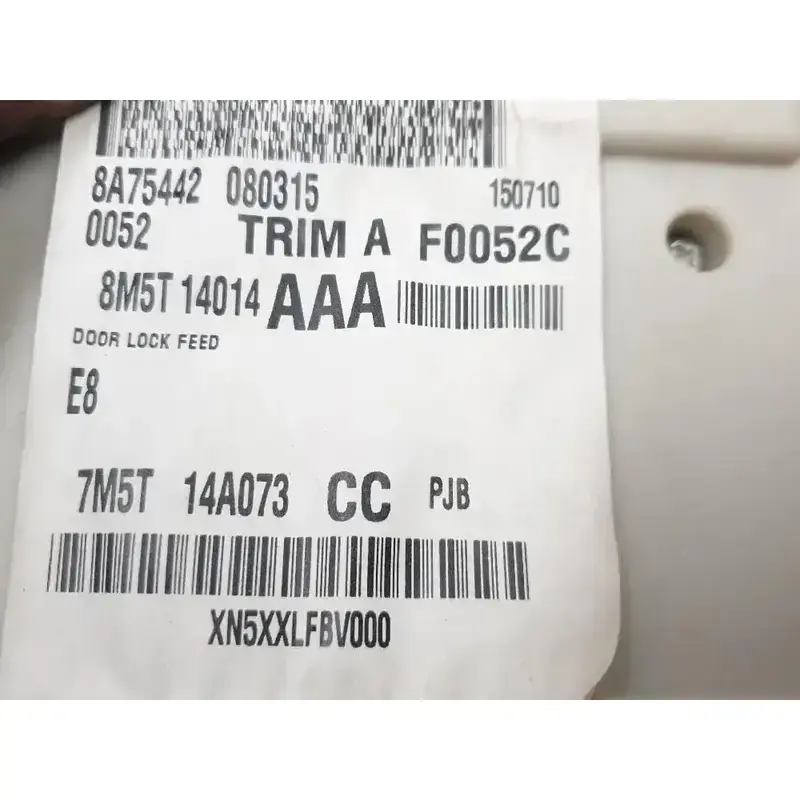 8A75442 080315 150710
0052 TRIM A F0052C
8M5T 14014 AAA
DOOR LOCK FEED
E8
7M5T 14A073 CC PJB
XN5XXLFBV000